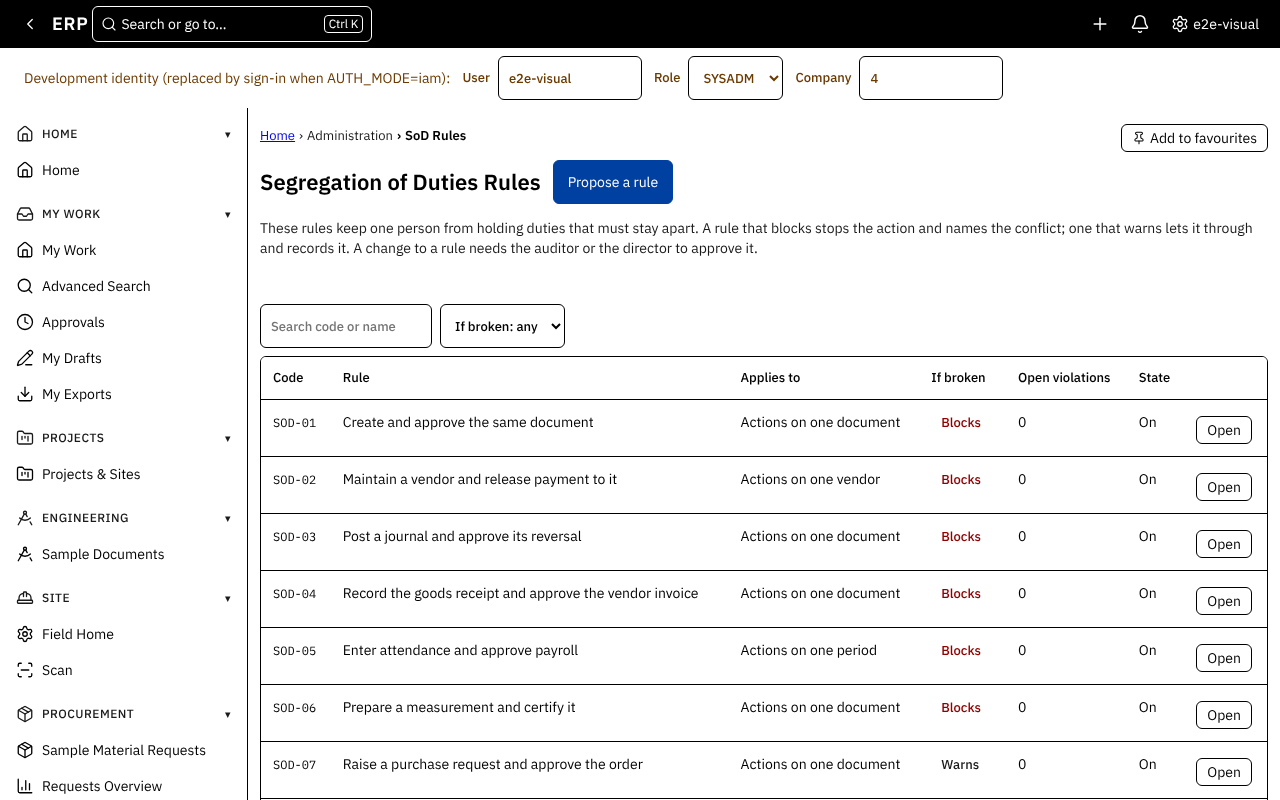 ERP
Search or go to...
Ctrl K
e2e-visual
Development identity (replaced by sign-in when AUTH_MODE=iam): User e2e-visual Role SYSADM Company 4
HOME
Home
MY WORK
My Work
Advanced Search
Approvals
My Drafts
My Exports
PROJECTS
Projects & Sites
ENGINEERING
Sample Documents
SITE
Field Home
Scan
PROCUREMENT
Sample Material Requests
Requests Overview
Home › Administration › SoD Rules
Add to favourites
Segregation of Duties Rules
Propose a rule
These rules keep one person from holding duties that must stay apart. A rule that blocks stops the action and names the conflict; one that warns lets it through
and records it. A change to a rule needs the auditor or the director to approve it.
Search code or name
If broken: any
Code Rule Applies to If broken Open violations State
SOD-01 Create and approve the same document Actions on one document Blocks 0 On Open
SOD-02 Maintain a vendor and release payment to it Actions on one vendor Blocks 0 On Open
SOD-03 Post a journal and approve its reversal Actions on one document Blocks 0 On Open
SOD-04 Record the goods receipt and approve the vendor invoice Actions on one document Blocks 0 On Open
SOD-05 Enter attendance and approve payroll Actions on one period Blocks 0 On Open
SOD-06 Prepare a measurement and certify it Actions on one document Blocks 0 On Open
SOD-07 Raise a purchase request and approve the order Actions on one document Warns 0 On Open